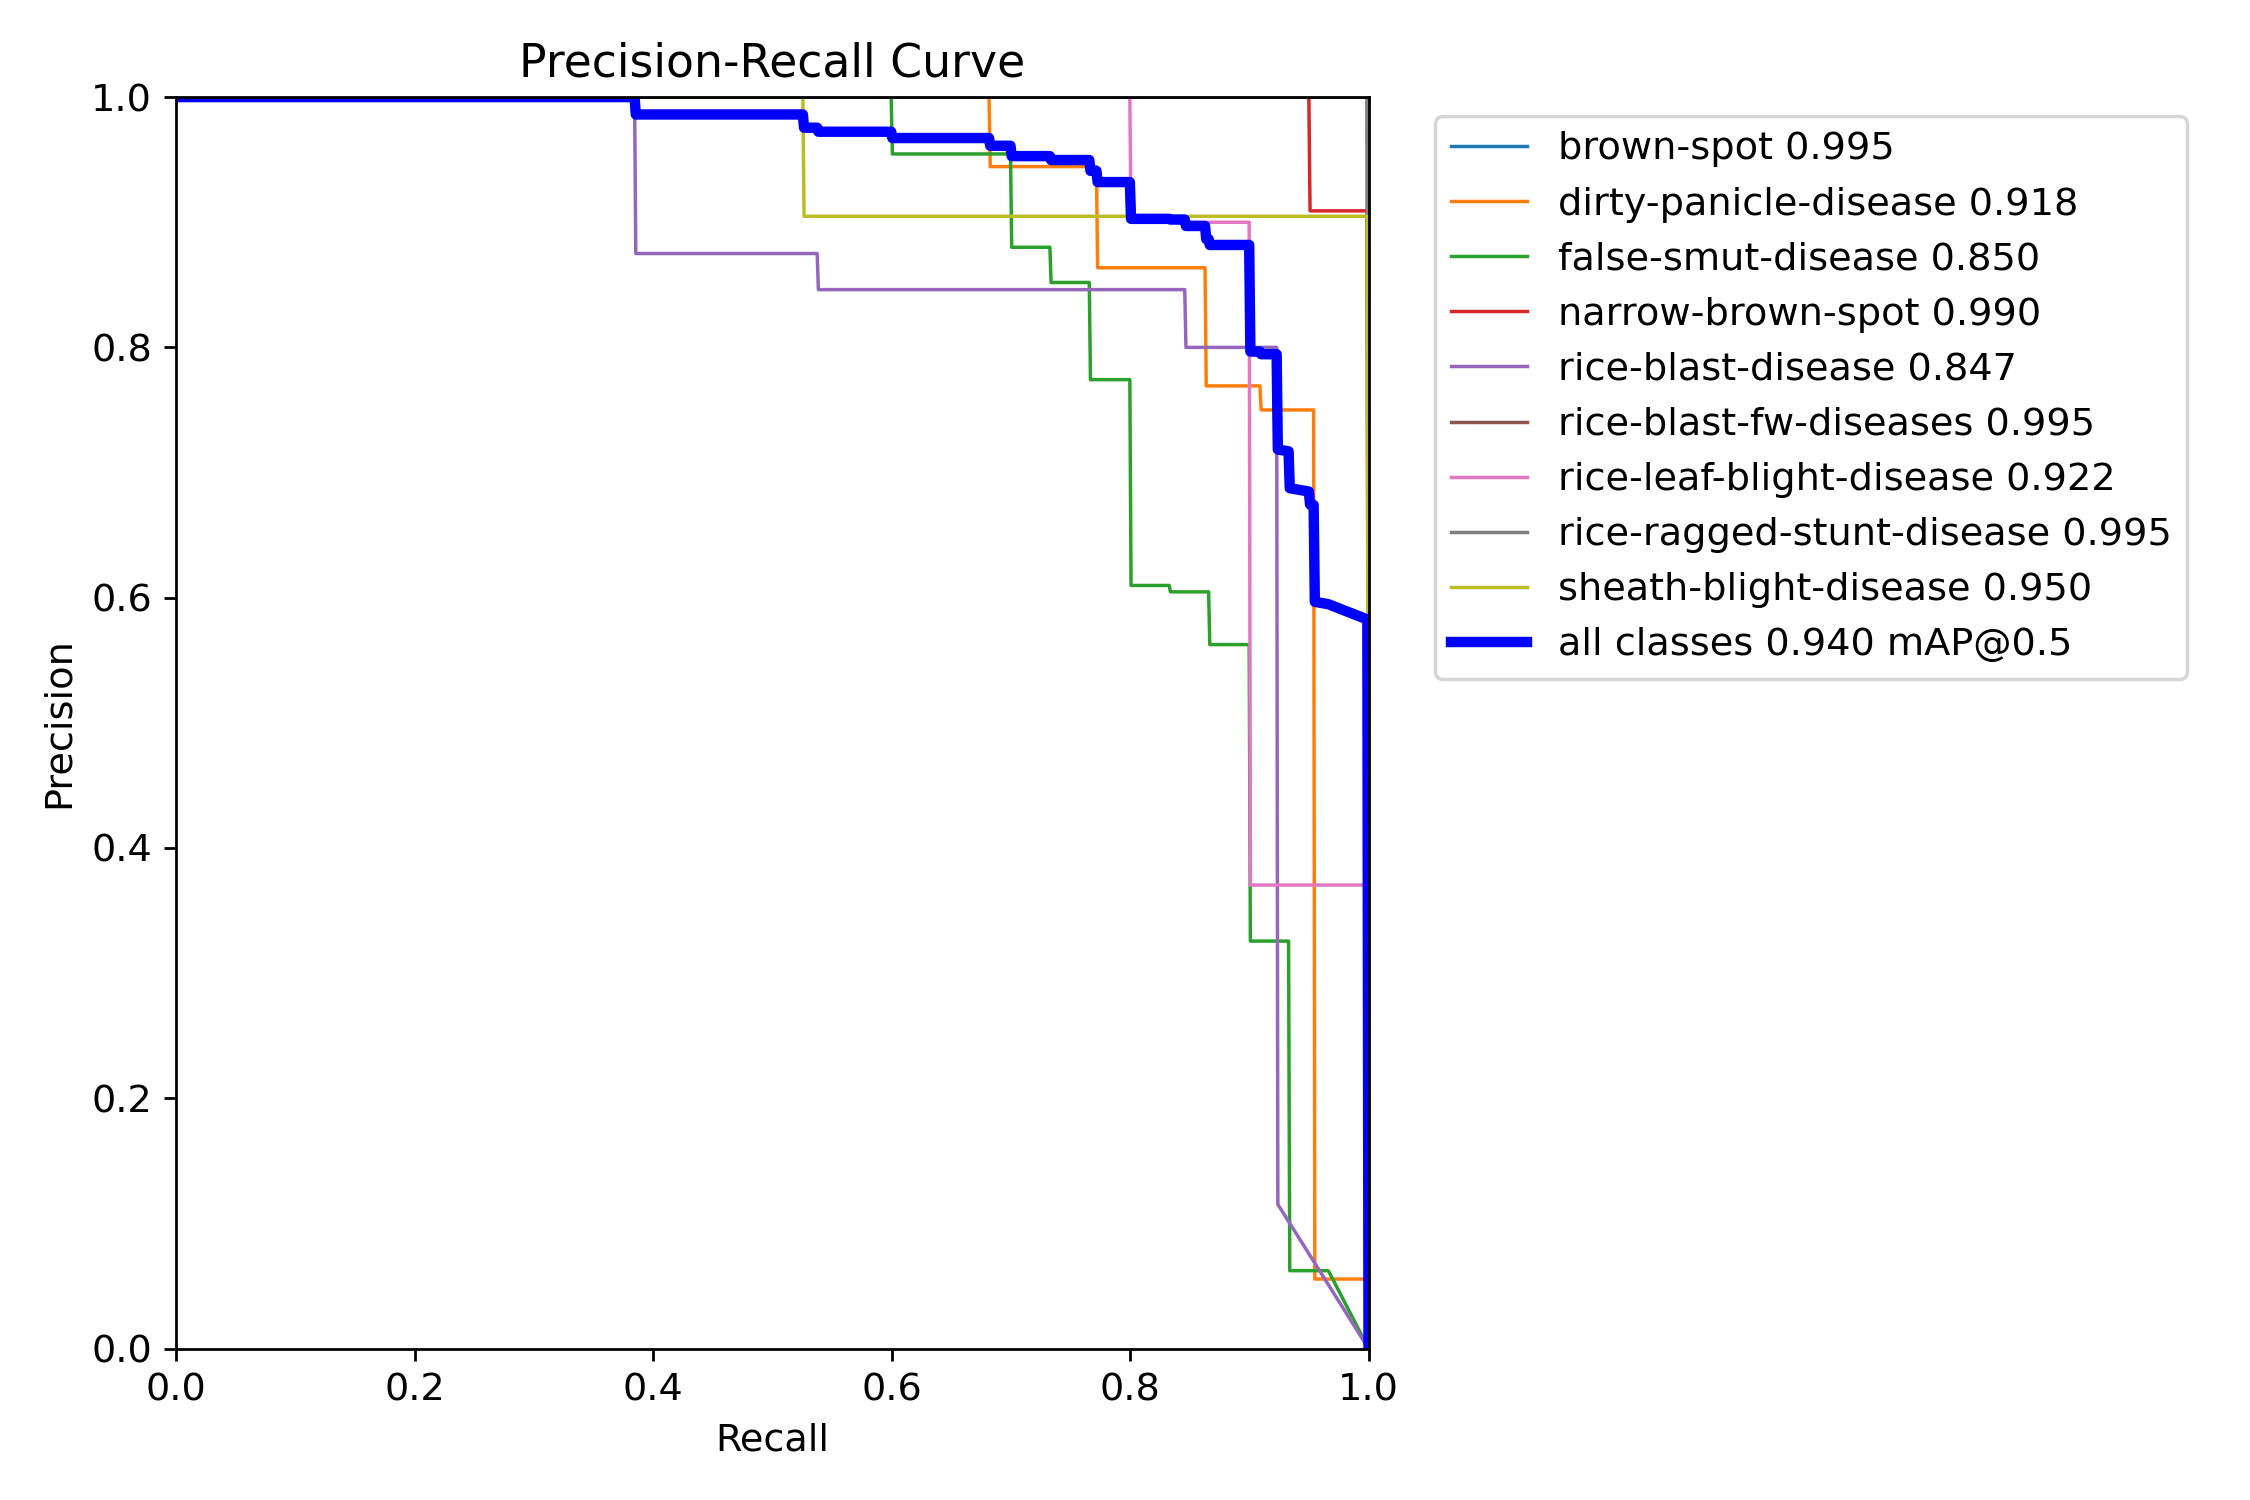 Precision-Recall Curve
1.0
0.8
0.6
0.4
0.2
0.0
Precision
0.0 0.2 0.4 0.6 0.8 1.0
Recall
brown-spot 0.995
dirty-panicle-disease 0.918
false-smut-disease 0.850
narrow-brown-spot 0.990
rice-blast-disease 0.847
rice-blast-fw-diseases 0.995
rice-leaf-blight-disease 0.922
rice-ragged-stunt-disease 0.995
sheath-blight-disease 0.950
all classes 0.940 mAP@0.5